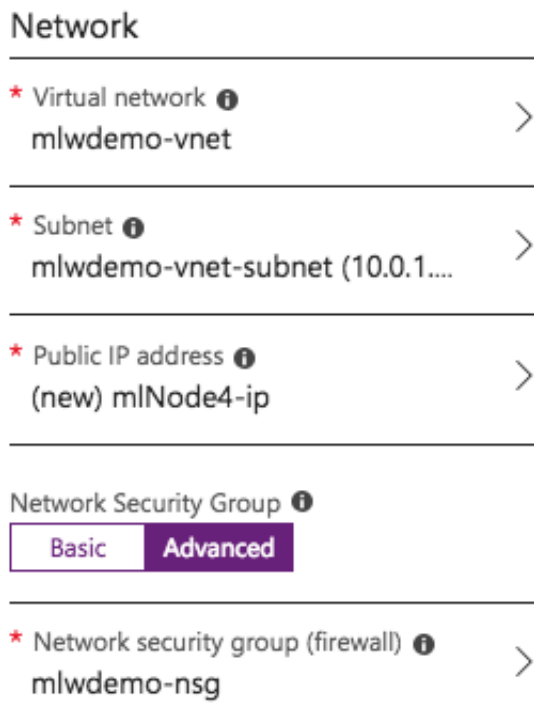 Network
* Virtual network
mlwdemo-vnet
* Subnet
mlwdemo-vnet-subnet (10.0.1....
* Public IP address
(new) mlNode4-ip
Network Security Group
Basic Advanced
* Network security group (firewall)
mlwdemo-nsg